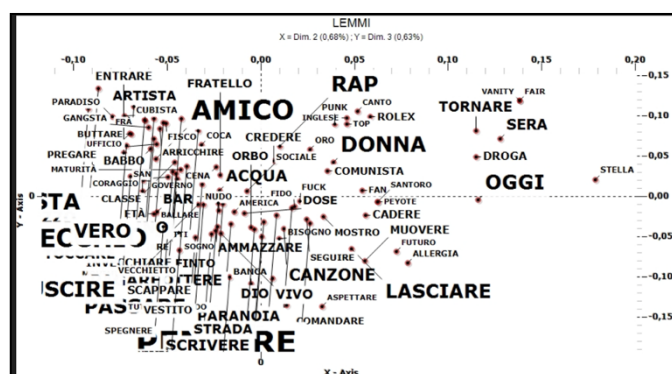 LEMMI
X = Dim. 2 (0,68%) ; Y = Dim. 3 (0,63%)
-0,10 -0,05 0,00 0,05 0,10 0,15 0,20
0,15
ENTRARE
FRATELLO
RAP
VANITY FAIR
PARADISO
ARTISTA
AMICO
PUNK
CANTO
TORNARE
0,10
GANGSTA
FRA
CUBISTA
INGLESE
TOP
ROLEX
SERA
BUTTARE
FISCO
COCA
CREDERE
ORO
DONNA
UFFICIO
ARRICCHIRE
ORBO
SOCIALE
DROGA
0,05
PREGARE
BABBO
MATURITÀ
SAN
CENA
ACQUA
COMUNISTA
STELLA
CORAGGIO
GOVERNO
FUCK
FAN
SANTORO
OGGI
CLASSE
BAR
NUDO
FIDO
DOSE
PEYOTE
0,00
STA
ETÀ
BALLARE
AMERICA
CADERE
VERO
RE
SOGNO
AMMAZZARE
BISOGNO
MOSTRO
MUOVERE
FUTURO
-0,05
VECCHIARE
FINTO
SEGUIRE
ALLERGIA
VECCHIETTO
BANCA
CANZONE
USCIRE
SCAPPARE
DIO
VIVO
LASCIARE
-0,10
VESTITO
ASPETTARE
PARANOIA
COMANDARE
SPEGNERE
STRADA
-0,15
SCRIVERE
0
X - Axis
Y - Axis